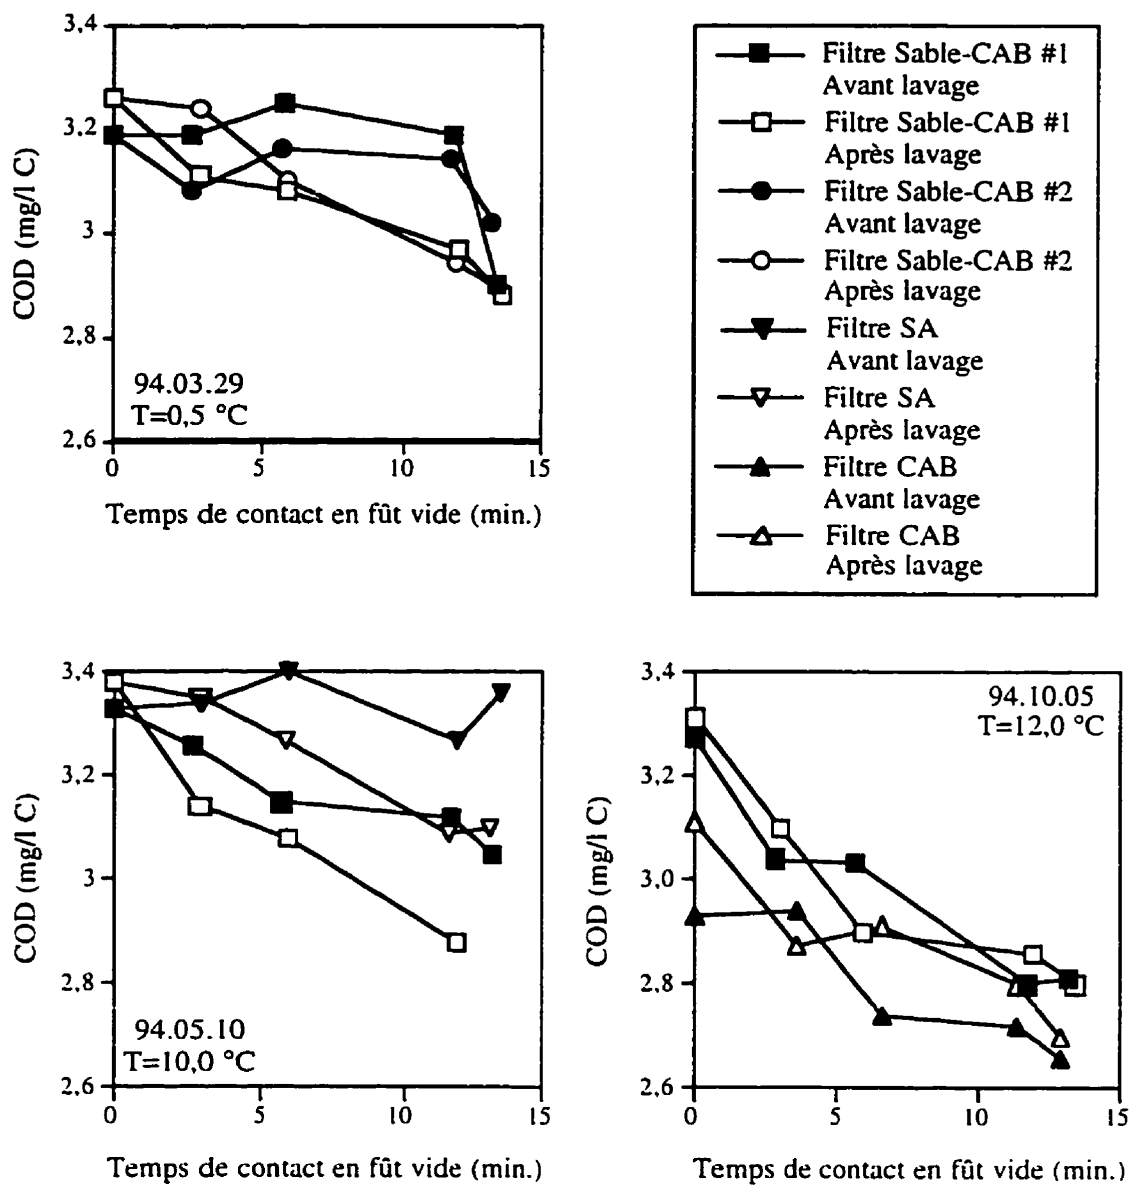 3,4
3,2
3
2,8
2,6
COD (mg/l C)
94.03.29
T=0,5 °C
0 5 10 15
Temps de contact en fût vide (min.)
Filtre Sable-CAB #1
Avant lavage
Filtre Sable-CAB #1
Après lavage
Filtre Sable-CAB #2
Avant lavage
Filtre Sable-CAB #2
Après lavage
Filtre SA
Avant lavage
Filtre SA
Après lavage
Filtre CAB
Avant lavage
Filtre CAB
Après lavage
3,4
3,2
3
2,8
2,6
COD (mg/l C)
94.05.10
T=10,0 °C
0 5 10 15
Temps de contact en fût vide (min.)
3,4
3,2
3,0
2,8
2,6
COD (mg/l C)
94.10.05
T=12,0 °C
0 5 10 15
Temps de contact en fût vide (min.)